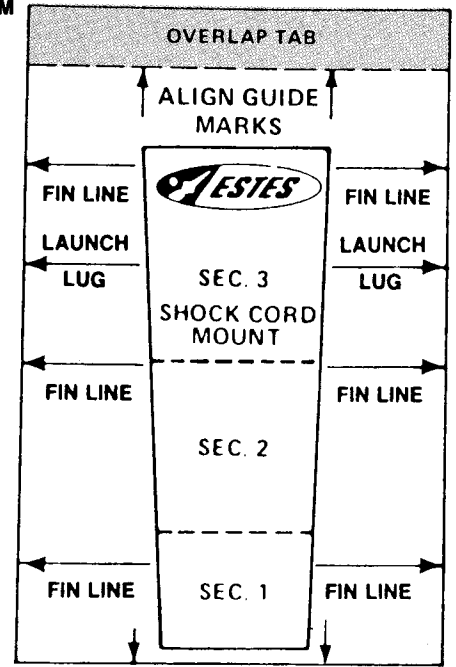 M
OVERLAP TAB
ALIGN GUIDE
MARKS
ESTES
FIN LINE
FIN LINE
LAUNCH
LUG
LAUNCH
LUG
SEC. 3
SHOCK CORD
MOUNT
FIN LINE
FIN LINE
SEC. 2
FIN LINE
SEC. 1
FIN LINE